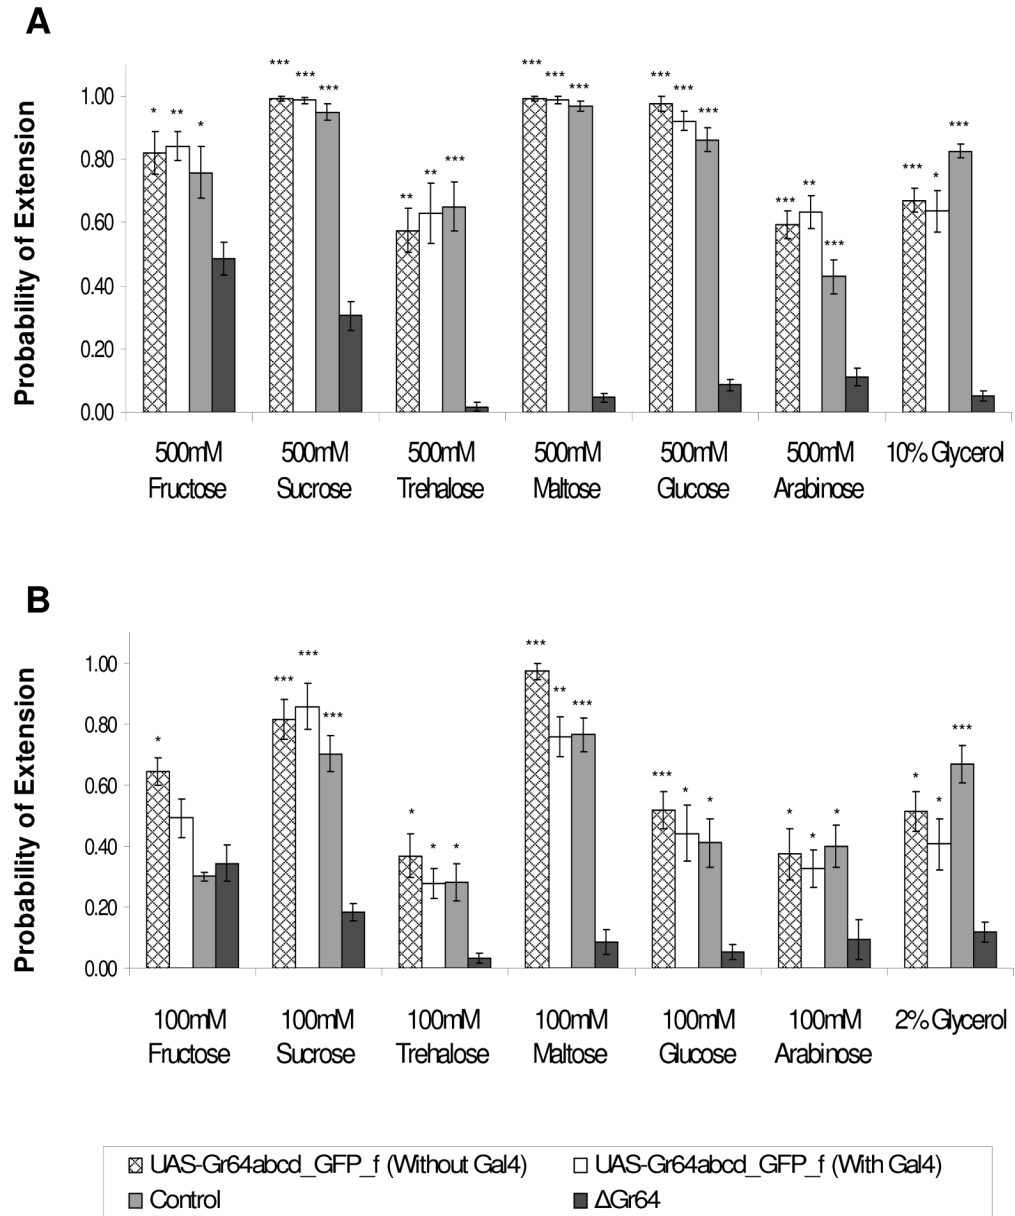 A
Probability of Extension
1.00
0.80
0.60
0.40
0.20
0.00
* ** *
*** *** ***
** ** ***
*** *** ***
*** *** ***
*** ** ***
*** * ***
500mM Fructose
500mM Sucrose
500mM Trehalose
500mM Maltose
500mM Glucose
500mM Arabinose
10% Glycerol
B
Probability of Extension
1.00
0.80
0.60
0.40
0.20
0.00
*
*** *** ***
* * *
*** ** ***
*** * *
* * *
* * ***
100mM Fructose
100mM Sucrose
100mM Trehalose
100mM Maltose
100mM Glucose
100mM Arabinose
2% Glycerol
UAS-Gr64abcd_GFP_f (Without Gal4)
UAS-Gr64abcd_GFP_f (With Gal4)
Control
ΔGr64